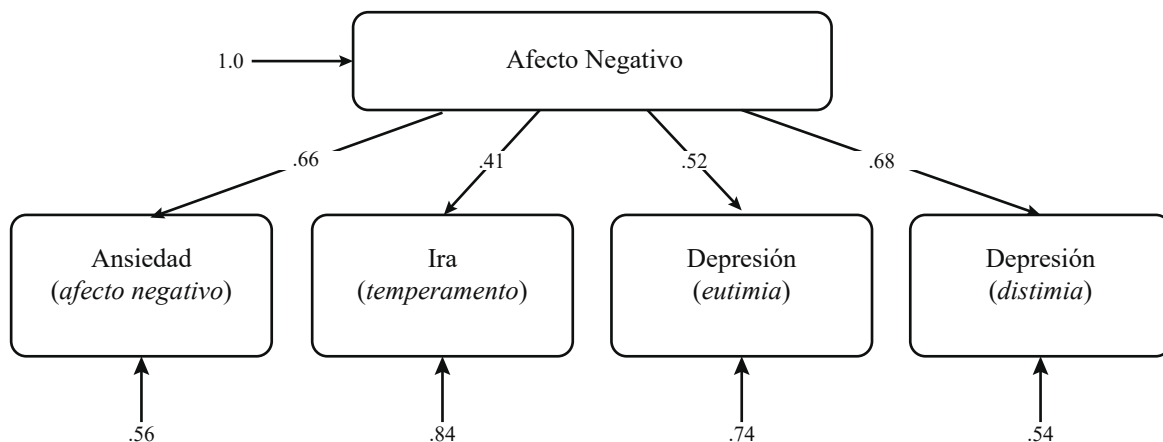 Afecto Negativo
1.0
.66
.41
.52
.68
Ansiedad
(afecto negativo)
Ira
(temperamento)
Depresión
(eutimia)
Depresión
(distimia)
.56
.84
.74
.54